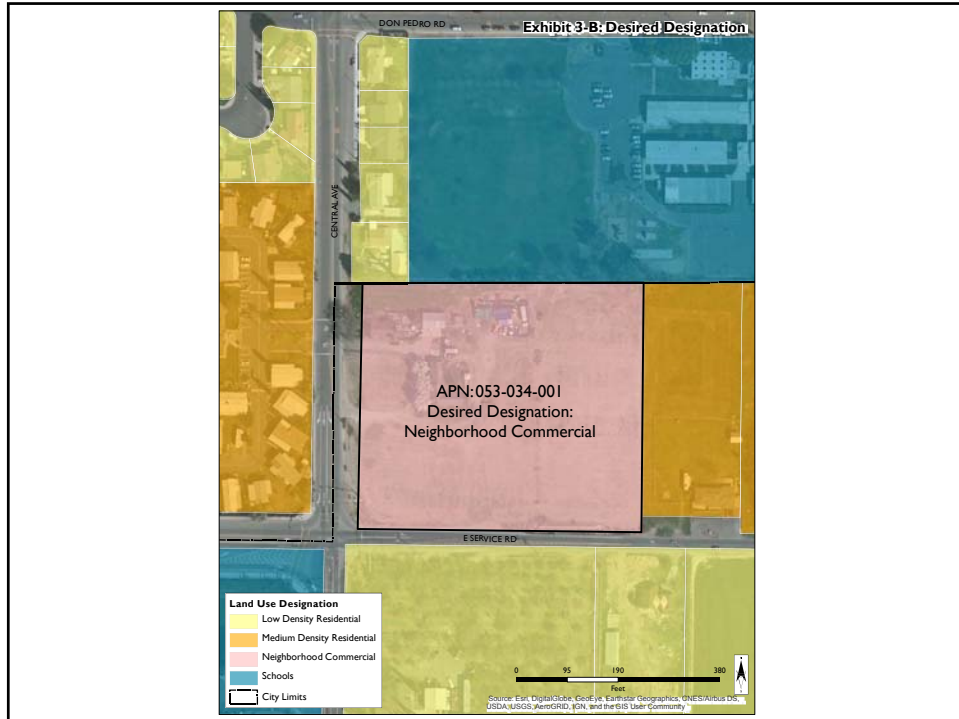 DON PEDRO RD
Exhibit 3-B: Desired Designation
CENTRAL AVE
APN: 053-034-001
Desired Designation:
Neighborhood Commercial
E SERVICE RD
Land Use Designation
Low Density Residential
Medium Density Residential
Neighborhood Commercial
Schools
City Limits
0 95 190 380
Feet
Source: Esri, DigitalGlobe, GeoEye, Earthstar Geographics, CNES/Airbus DS,
USDA, USGS, AeroGRID, IGN, and the GIS User Community